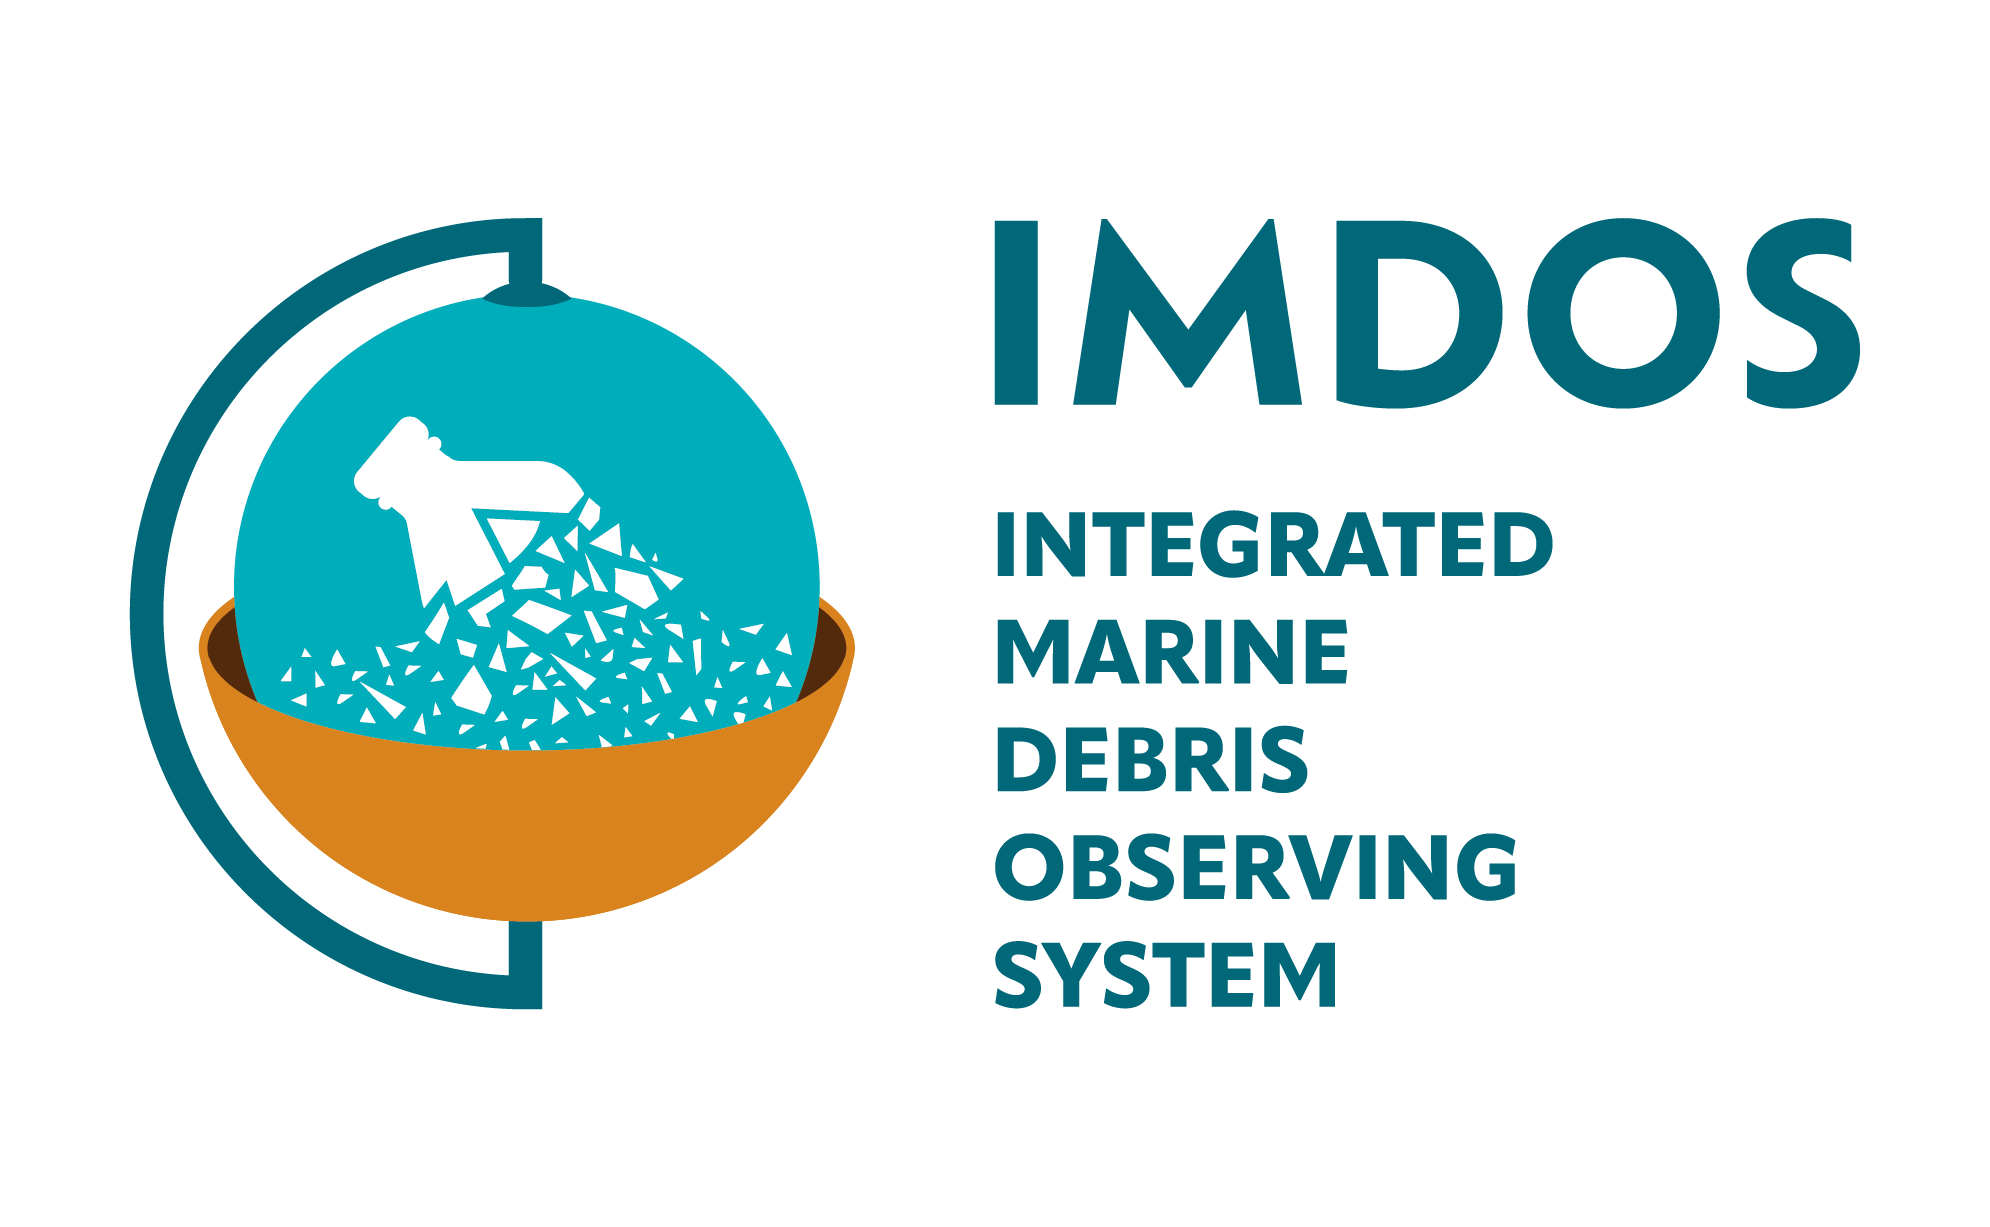 IMDOS
INTEGRATED
MARINE
DEBRIS
OBSERVING
SYSTEM